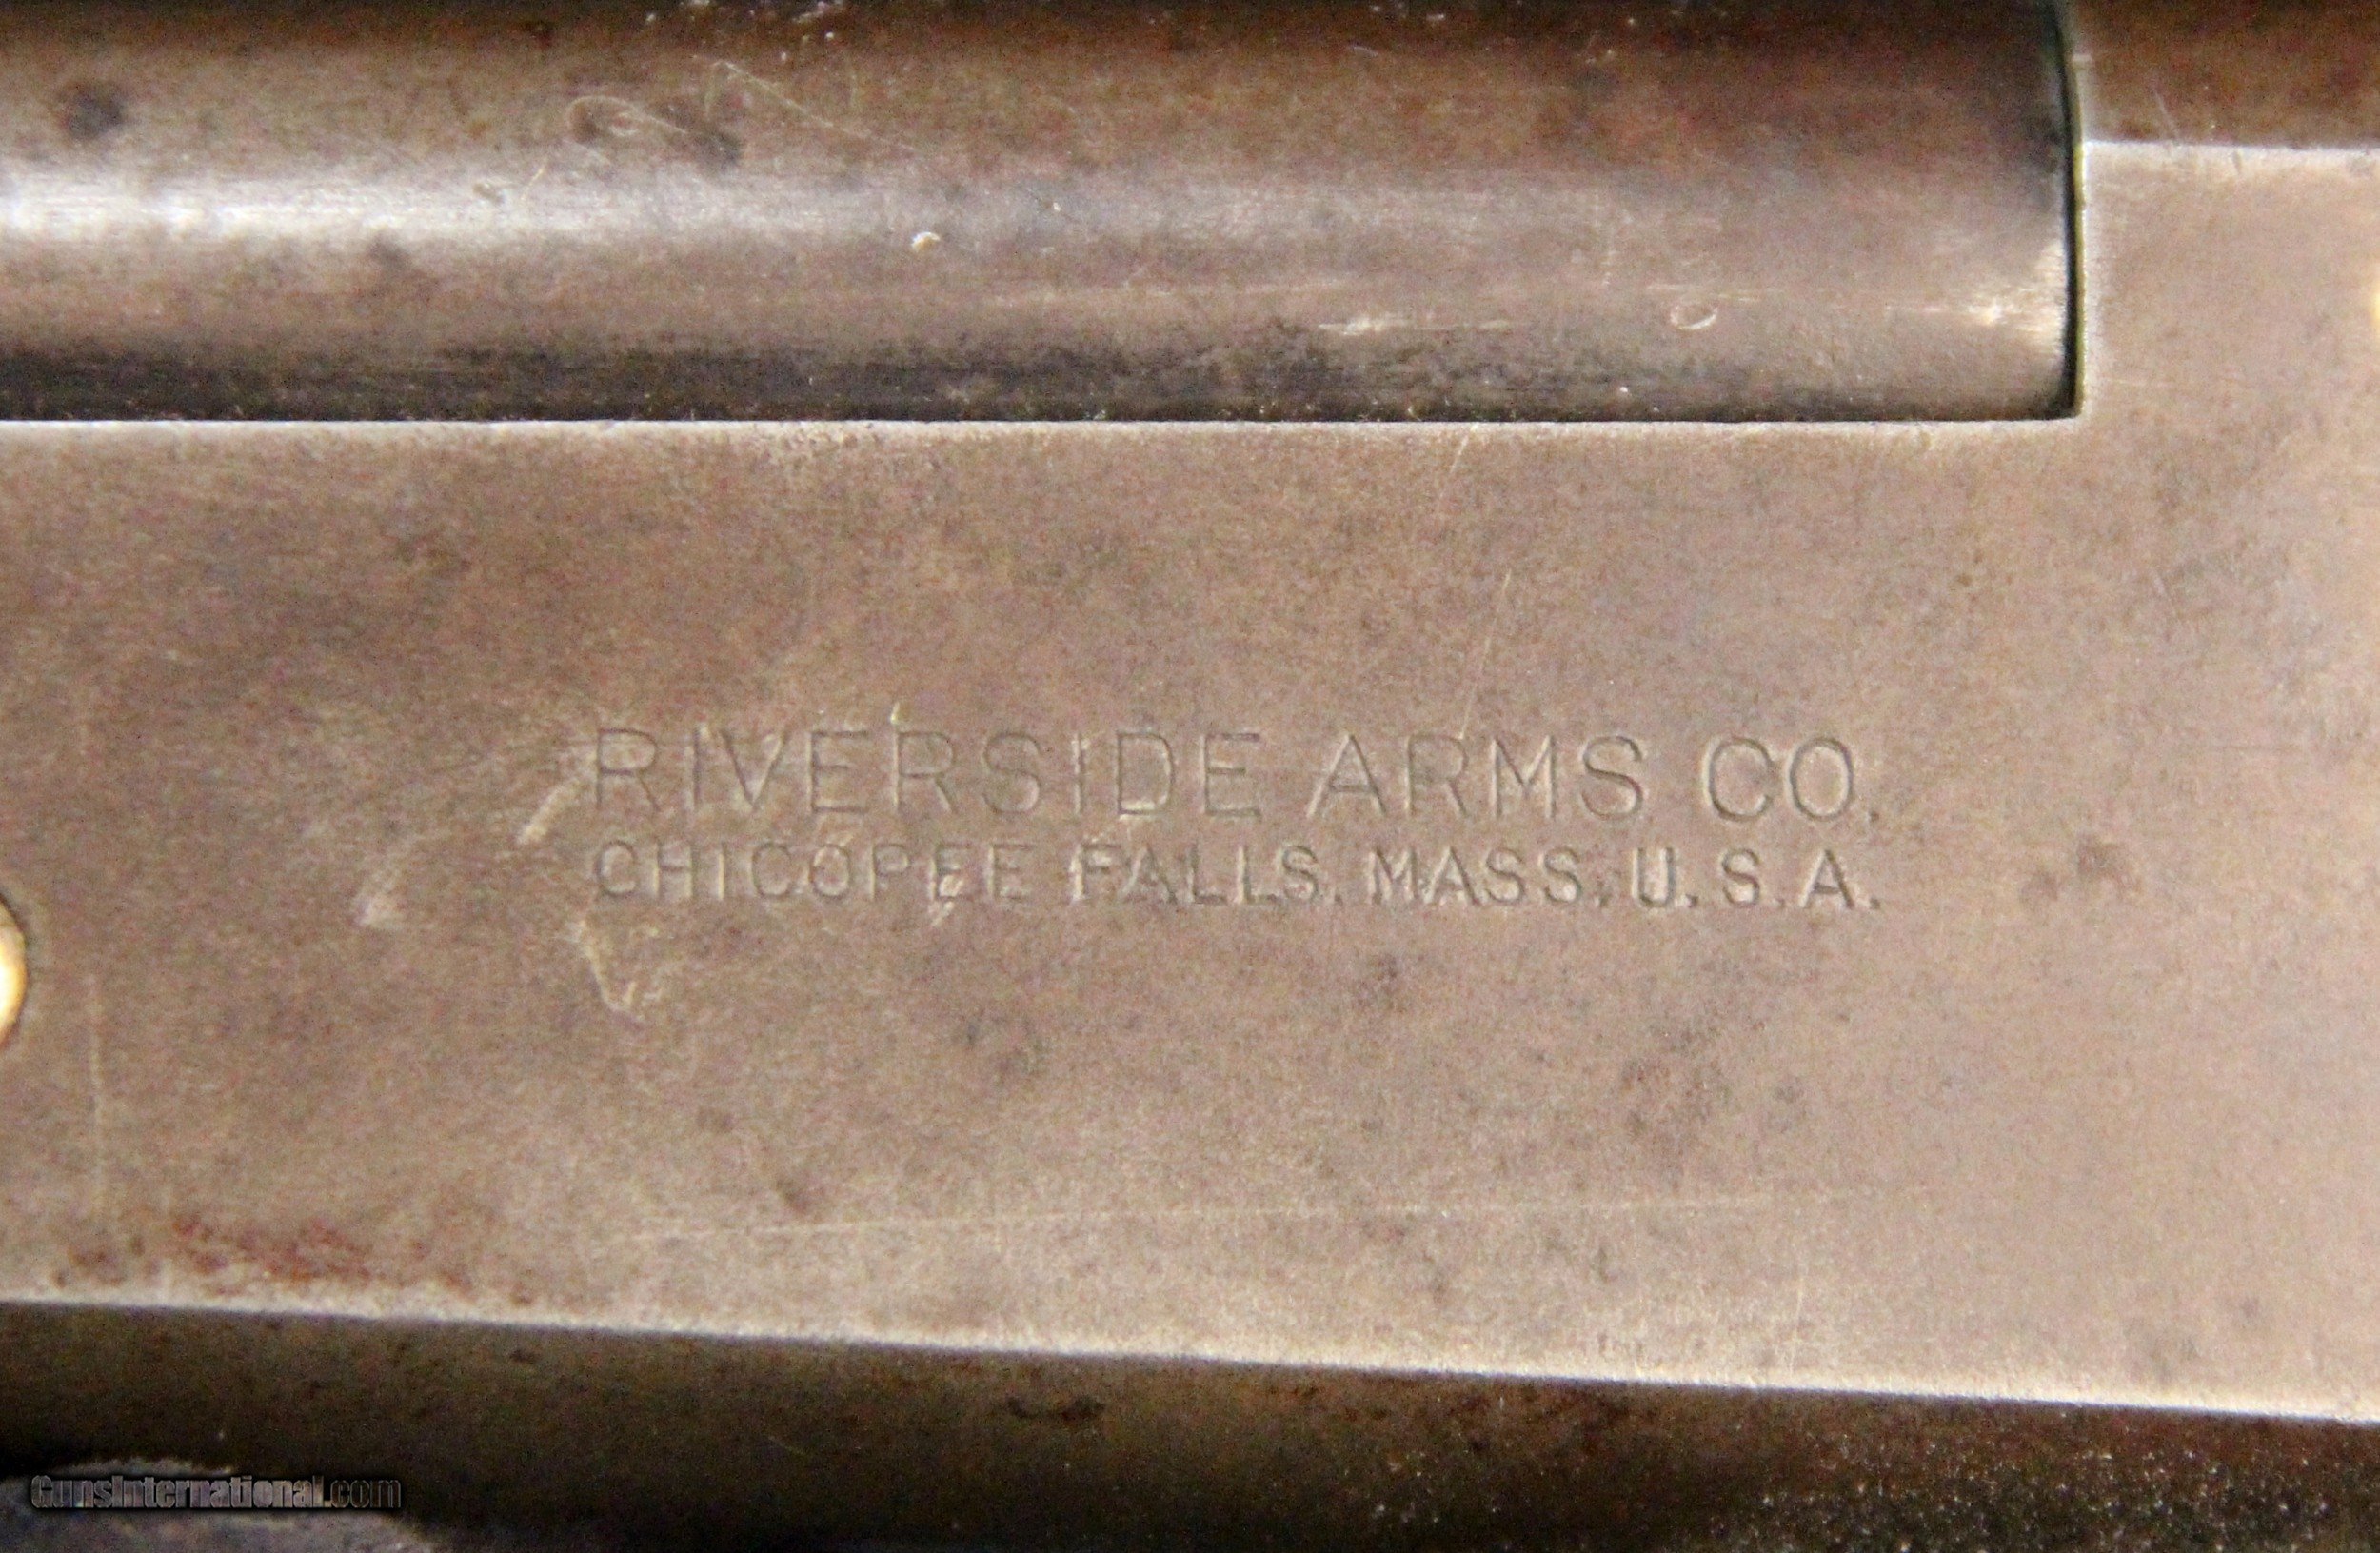 RIVERSIDE ARMS CO.
CHICOPEE FALLS. MASS. U.S.A.
GunsInternational.com